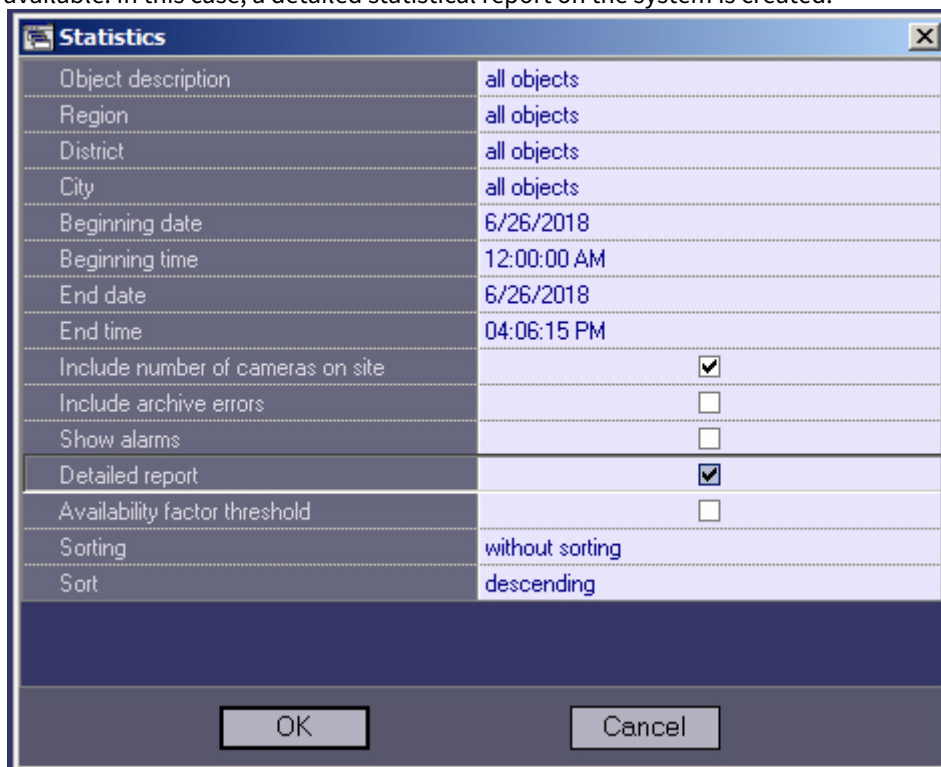 available. In this case, a detailed statistical report on the system is created.
Statistics
Object description all objects
Region all objects
District all objects
City all objects
Beginning date 6/26/2018
Beginning time 12:00:00 AM
End date 6/26/2018
End time 04:06:15 PM
Include number of cameras on site
Include archive errors
Show alarms
Detailed report
Availability factor threshold
Sorting without sorting
Sort descending
OK Cancel